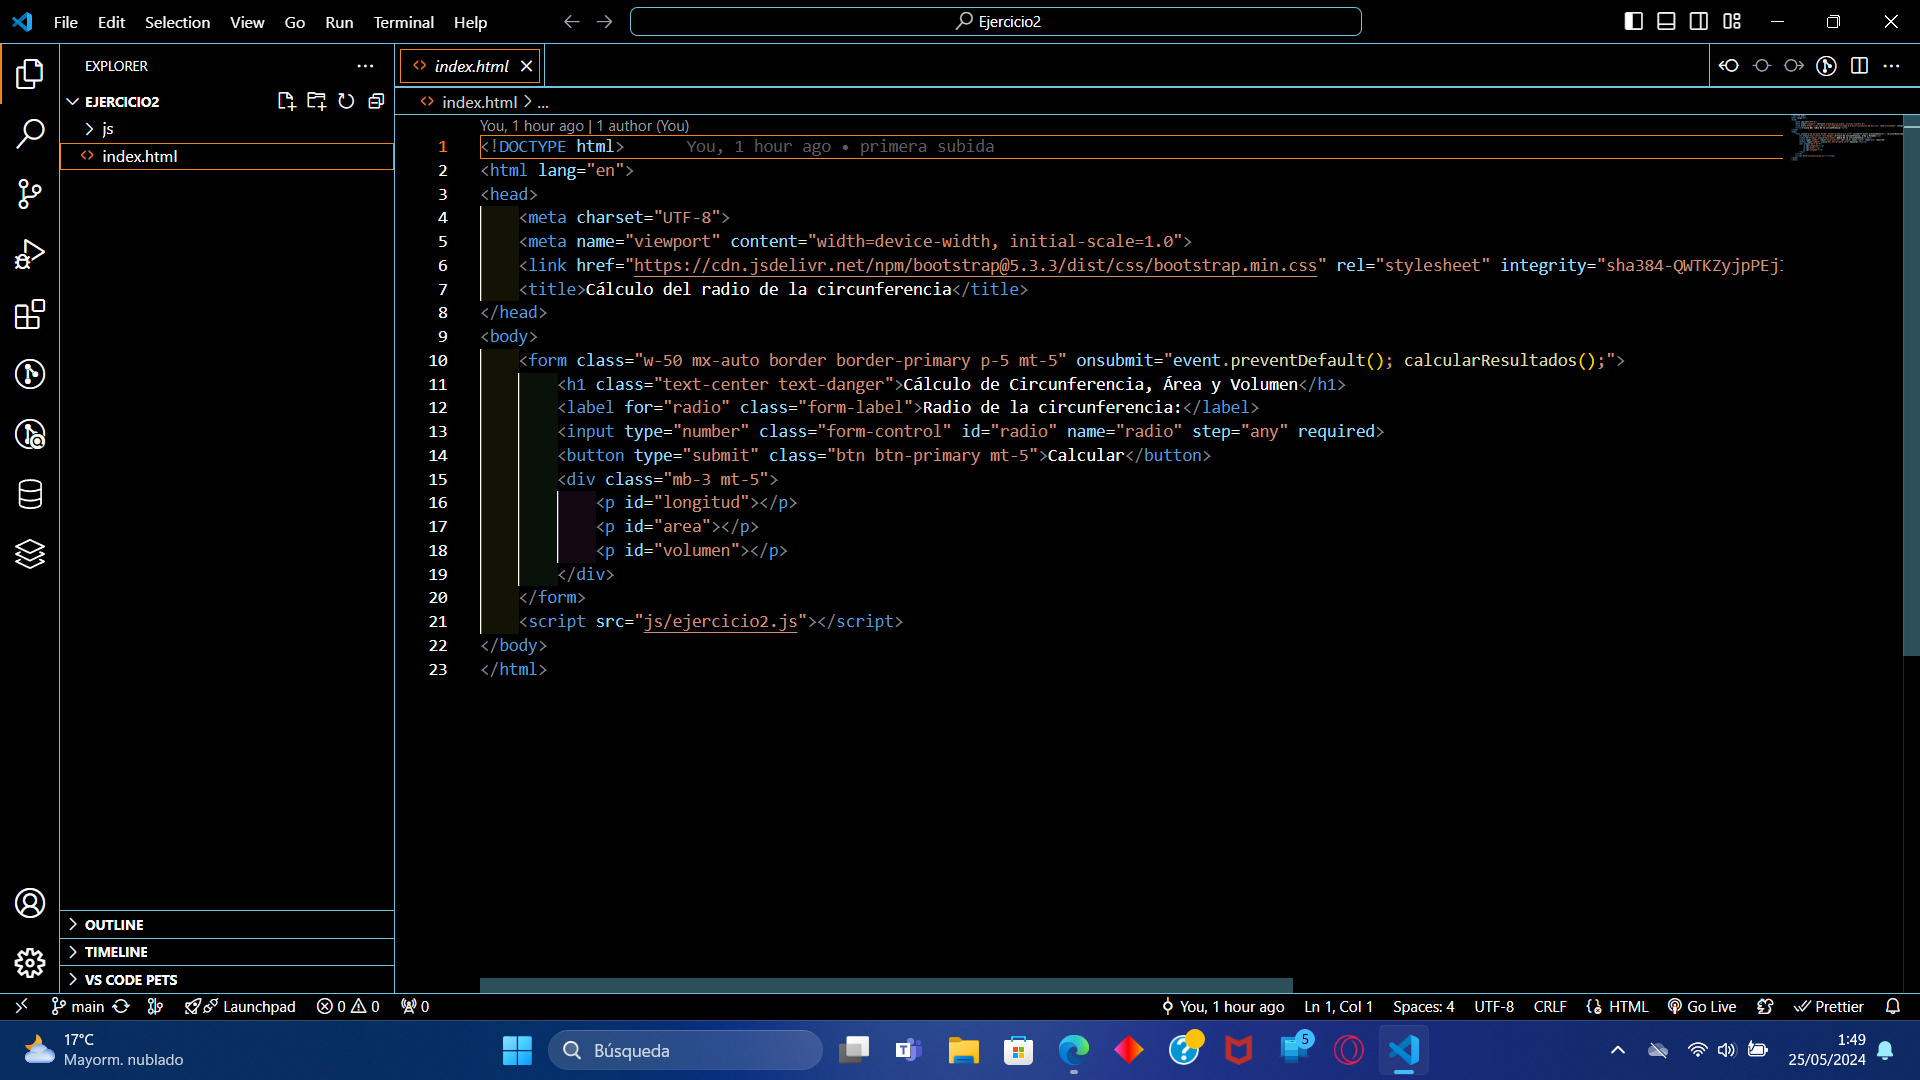 File Edit Selection View Go Run Terminal Help
Ejercicio2
EXPLORER
EJERCICIO2
js
index.html
index.html
index.html > ...
You, 1 hour ago | 1 author (You)
1 <!DOCTYPE html> You, 1 hour ago • primera subida
2 <html lang="en">
3 <head>
4 <meta charset="UTF-8">
5 <meta name="viewport" content="width=device-width, initial-scale=1.0">
6 <link href="https://cdn.jsdelivr.net/npm/bootstrap@5.3.3/dist/css/bootstrap.min.css" rel="stylesheet" integrity="sha384-QWTKZyjpPEj
7 <title>Cálculo del radio de la circunferencia</title>
8 </head>
9 <body>
10 <form class="w-50 mx-auto border border-primary p-5 mt-5" onsubmit="event.preventDefault(); calcularResultados();">
11 <h1 class="text-center text-danger">Cálculo de Circunferencia, Área y Volumen</h1>
12 <label for="radio" class="form-label">Radio de la circunferencia:</label>
13 <input type="number" class="form-control" id="radio" name="radio" step="any" required>
14 <button type="submit" class="btn btn-primary mt-5">Calcular</button>
15 <div class="mb-3 mt-5">
16 <p id="longitud"></p>
17 <p id="area"></p>
18 <p id="volumen"></p>
19 </div>
20 </form>
21 <script src="js/ejercicio2.js"></script>
22 </body>
23 </html>
OUTLINE
TIMELINE
VS CODE PETS
main Launchpad 0 0 0 You, 1 hour ago Ln 1, Col 1 Spaces: 4 UTF-8 CRLF HTML Go Live Prettier
17°C
Mayorm. nublado
Búsqueda
5
1:49
25/05/2024